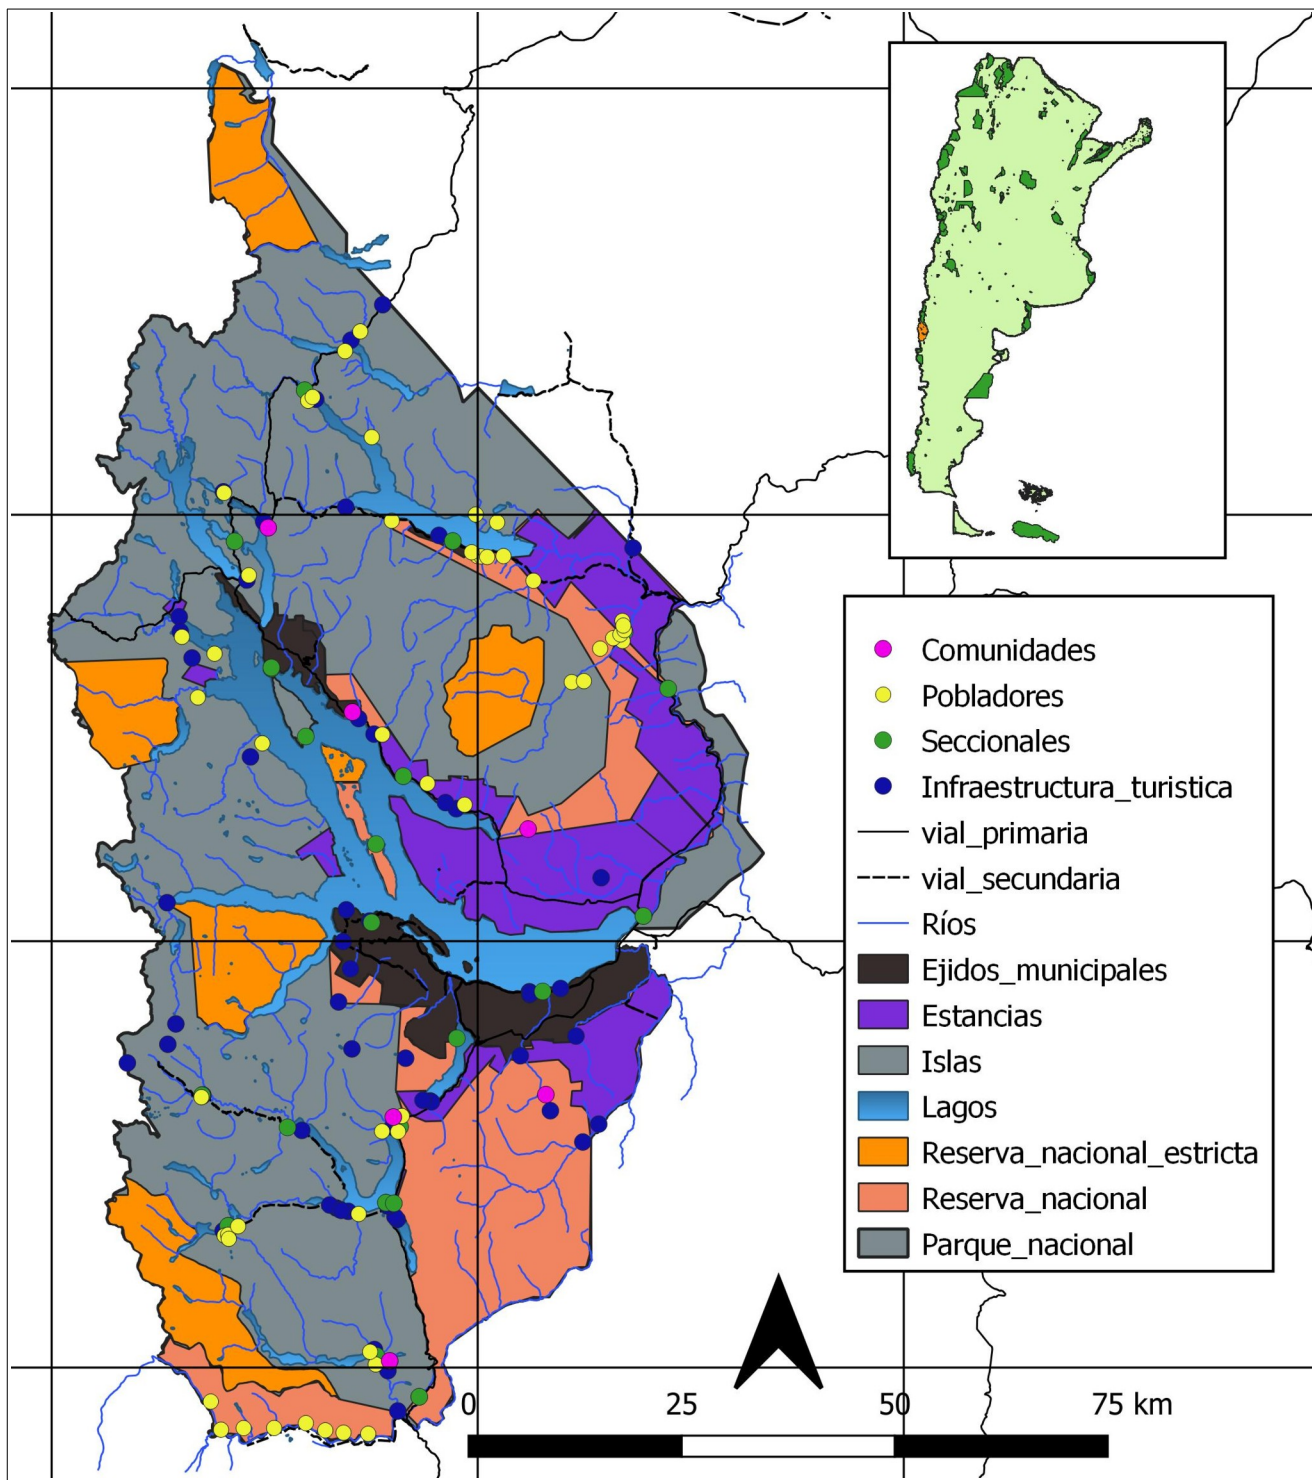 Comunidades
Pobladores
Seccionales
Infraestructura_turistica
vial_primaria
vial_secundaria
Ríos
Ejidos_municipales
Estancias
Islas
Lagos
Reserva_nacional_estricta
Reserva_nacional
Parque_nacional
0 25 50 75 km